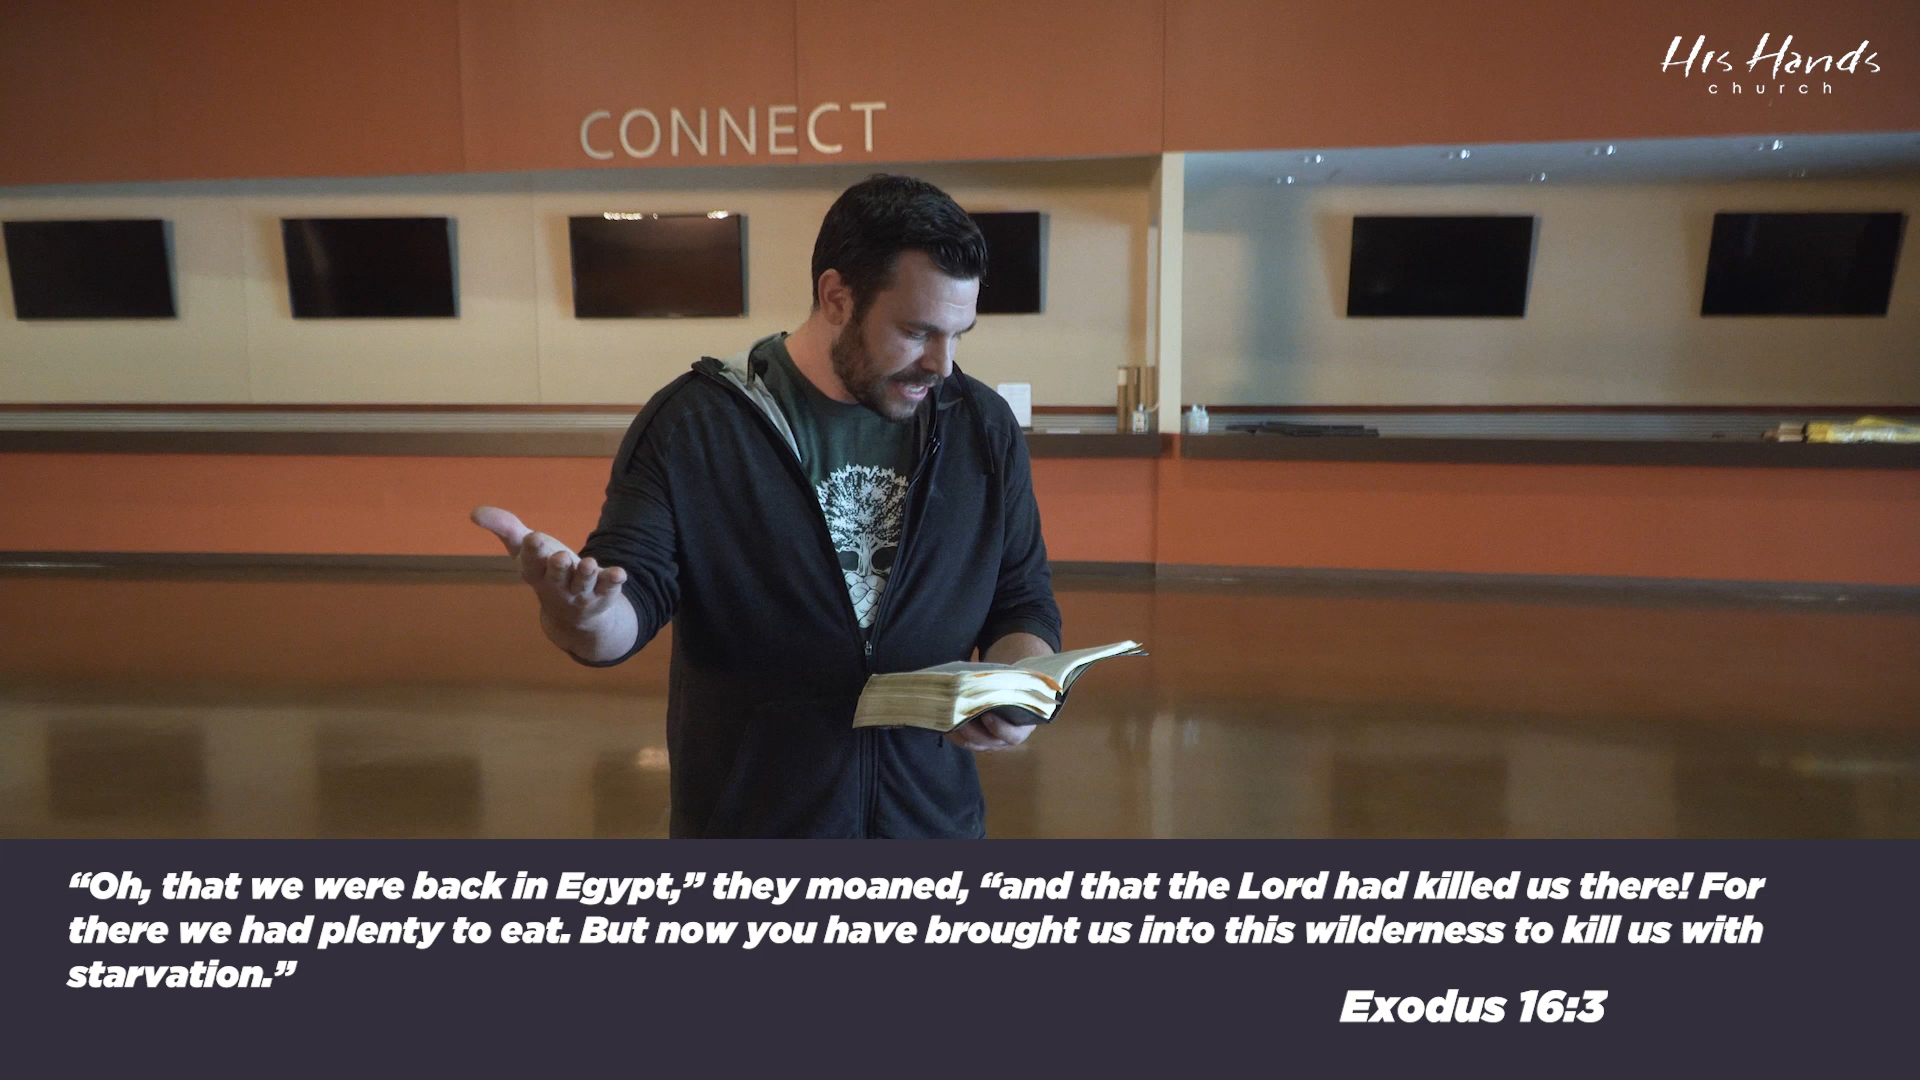 His Hands
church
CONNECT
“Oh, that we were back in Egypt,” they moaned, “and that the Lord had killed us there! For
there we had plenty to eat. But now you have brought us into this wilderness to kill us with
starvation.”
Exodus 16:3